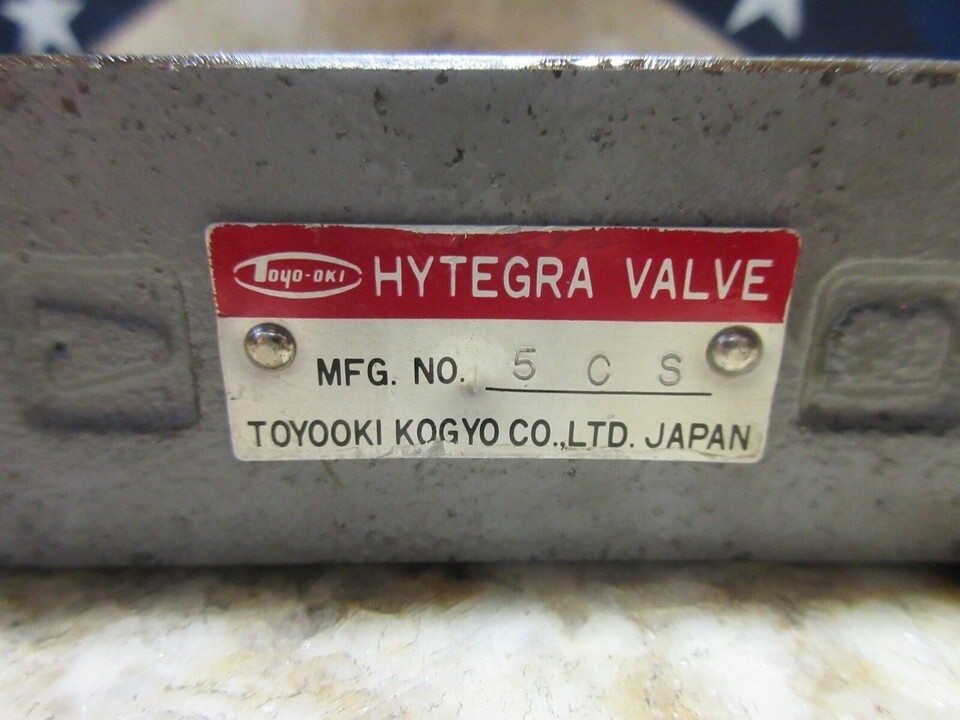 TOYO-OKI HYTEGRA VALVE
MFG. NO. 5 C S
TOYOOKI KOGYO CO.,LTD. JAPAN